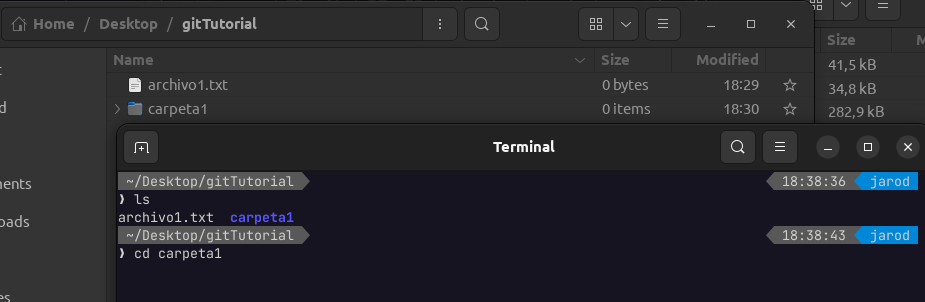 Home / Desktop / gitTutorial
Name Size Modified
Size
archivo1.txt 0 bytes 18:29
41,5 kB
34,8 kB
carpeta1 0 items 18:30
282,9 kB
Terminal
~/Desktop/gitTutorial 18:38:36 jarod
❯ ls
archivo1.txt carpeta1
~/Desktop/gitTutorial 18:38:43 jarod
❯ cd carpeta1